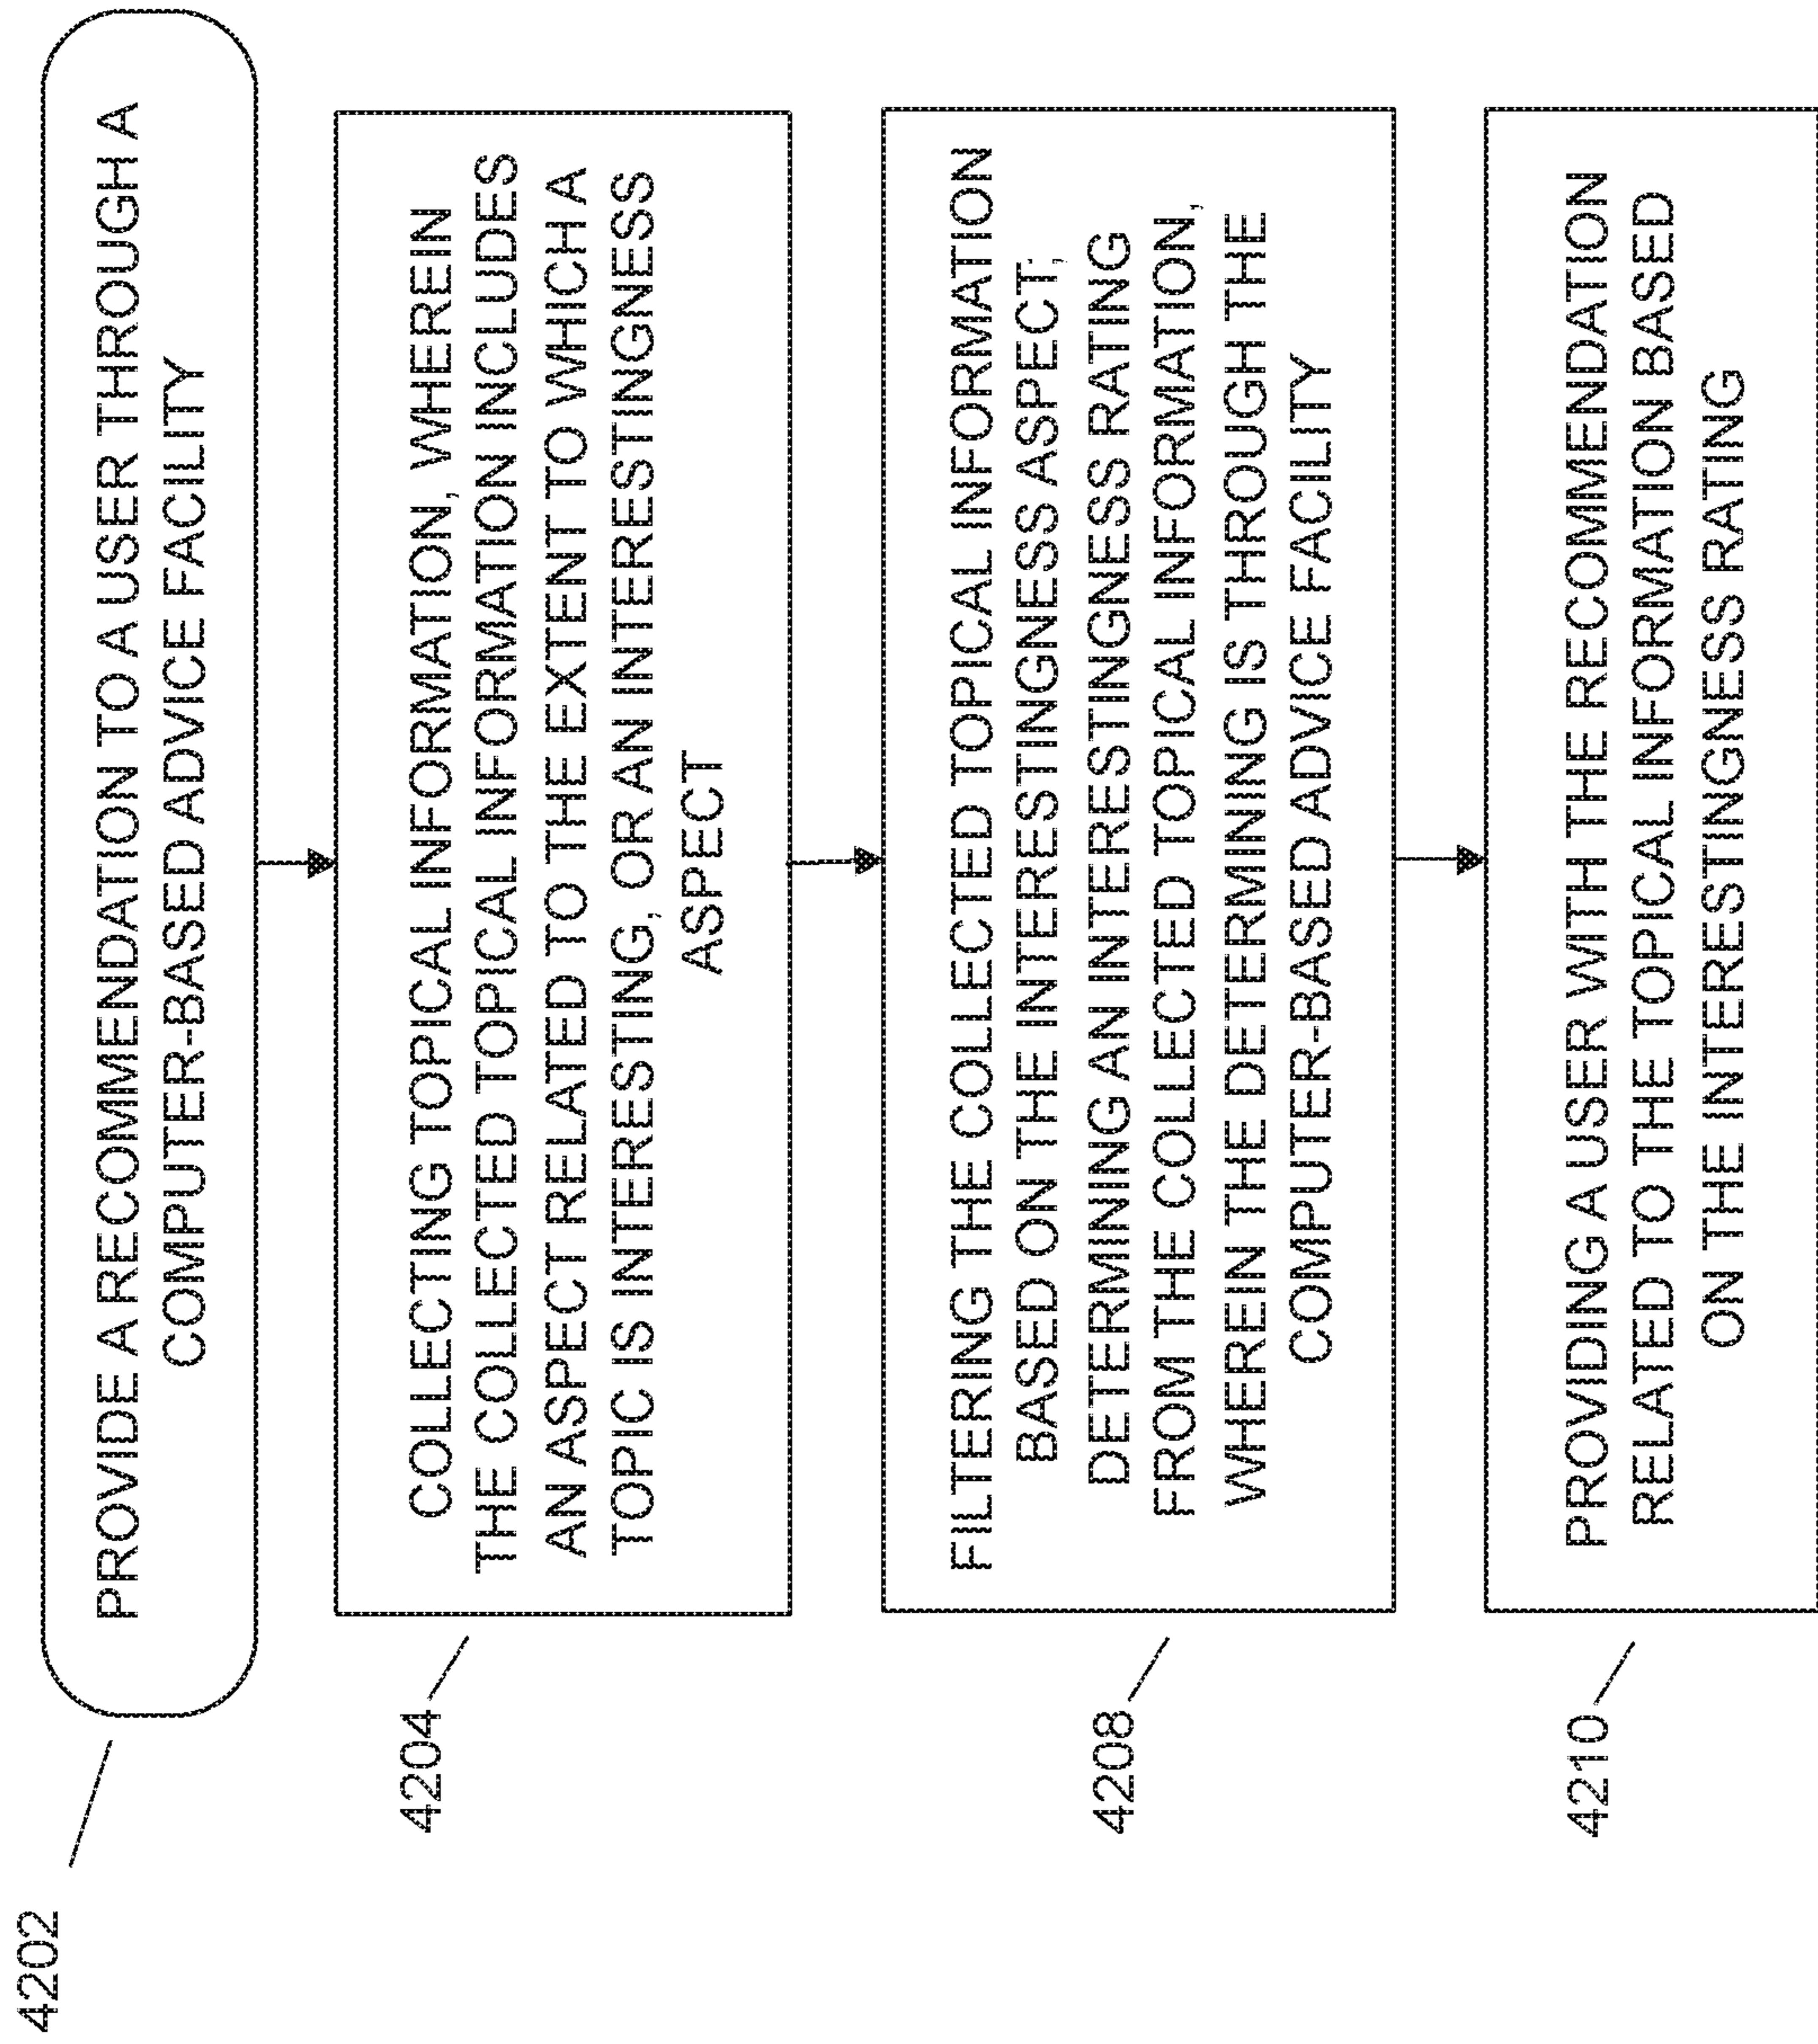 4202
PROVIDE A RECOMMENDATION TO A USER THROUGH A
COMPUTER-BASED ADVICE FACILITY
4204
COLLECTING TOPICAL INFORMATION, WHEREIN
THE COLLECTED TOPICAL INFORMATION INCLUDES
AN ASPECT RELATED TO THE EXTENT TO WHICH A
TOPIC IS INTERESTING, OR AN INTERESTINGNESS
ASPECT
4208
FILTERING THE COLLECTED TOPICAL INFORMATION
BASED ON THE INTERESTINGNESS ASPECT;
DETERMINING AN INTERESTINGNESS RATING
FROM THE COLLECTED TOPICAL INFORMATION,
WHEREIN THE DETERMINING IS THROUGH THE
COMPUTER-BASED ADVICE FACILITY
4210
PROVIDING A USER WITH THE RECOMMENDATION
RELATED TO THE TOPICAL INFORMATION BASED
ON THE INTERESTINGNESS RATING